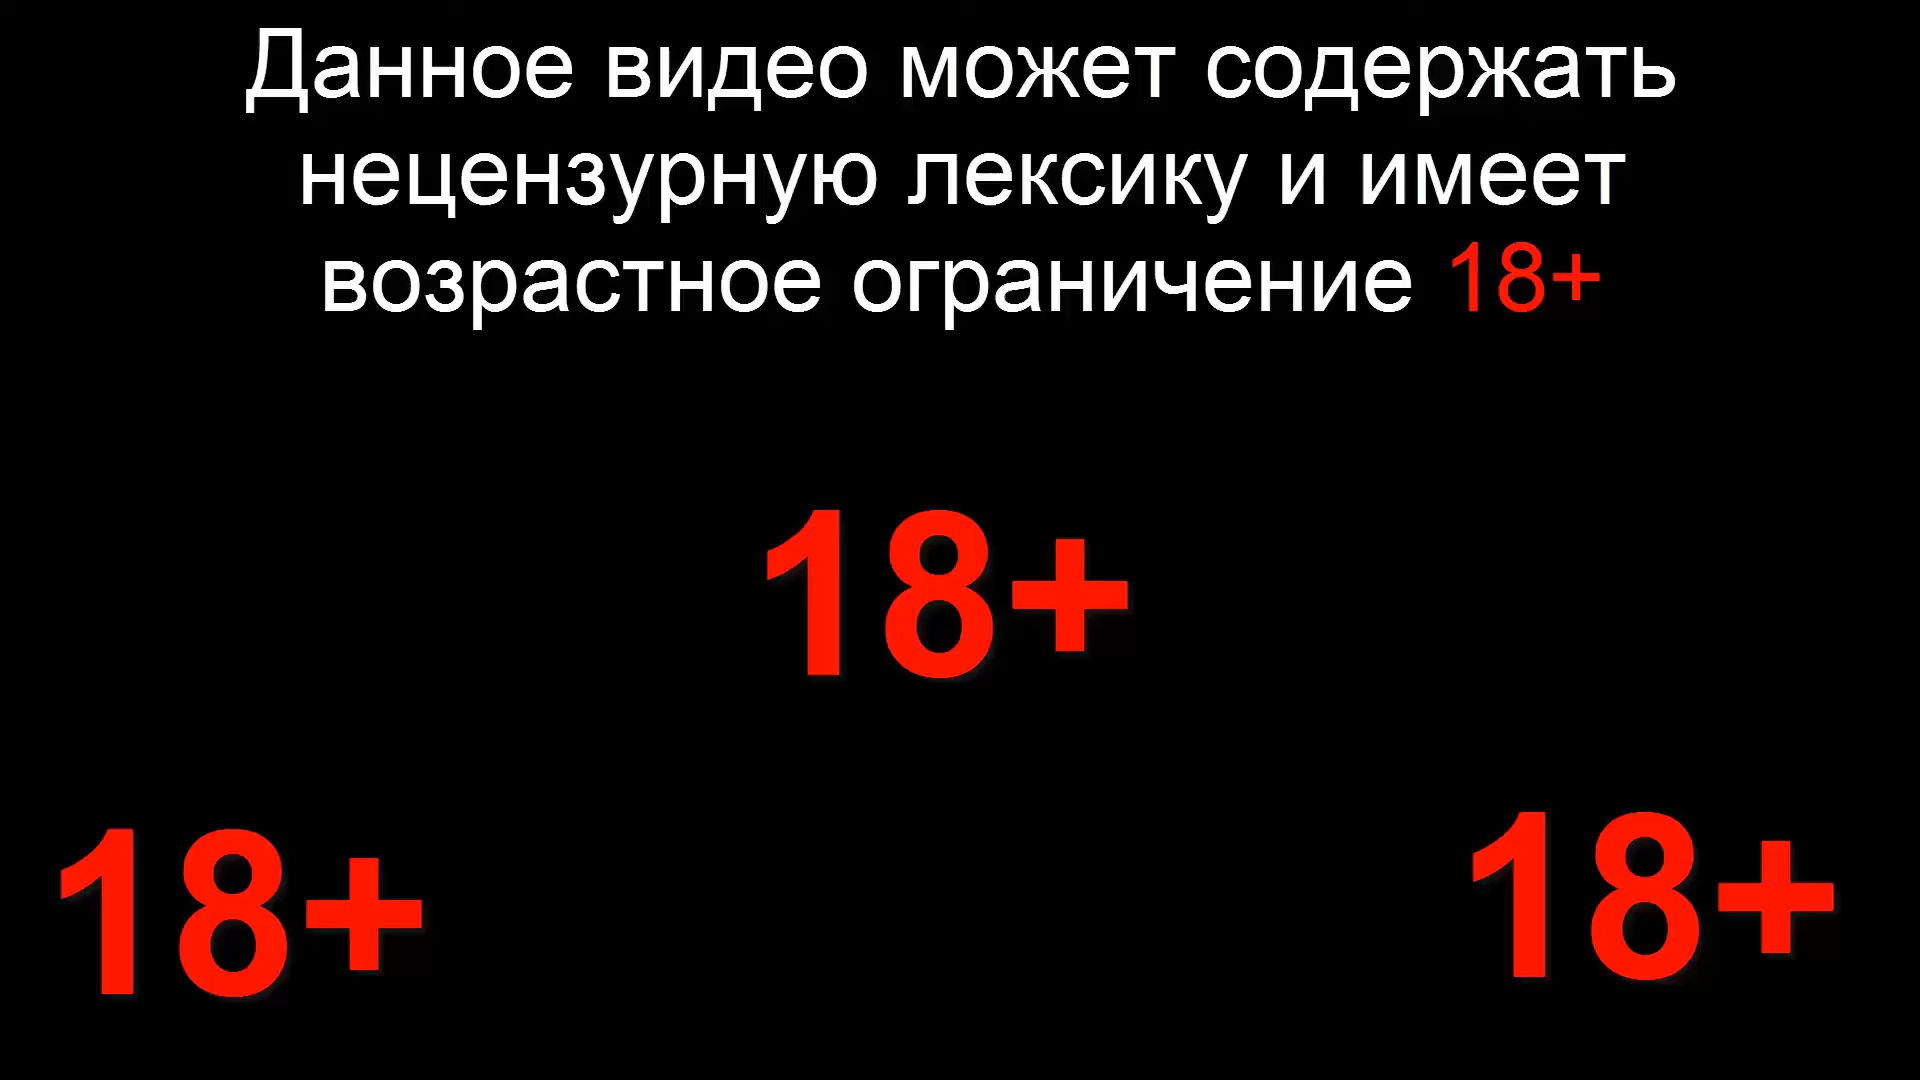 Данное видео может содержать
нецензурную лексику и имеет
возрастное ограничение 18+
18+
18+
18+